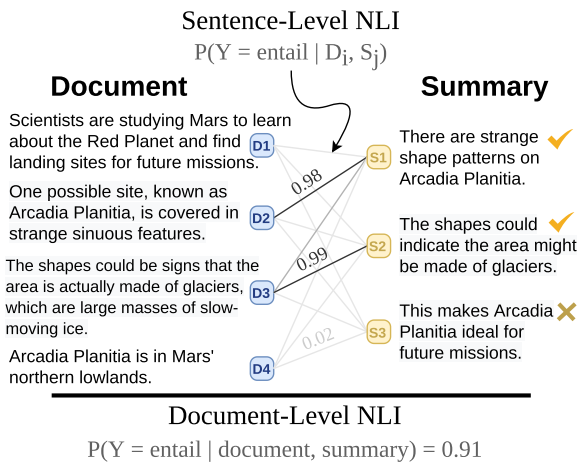 Sentence-Level NLI
P(Y = entail | Di, Sj)
Document
Summary
Scientists are studying Mars to learn
about the Red Planet and find
landing sites for future missions.
D1
One possible site, known as
Arcadia Planitia, is covered in
strange sinuous features.
D2
The shapes could be signs that the
area is actually made of glaciers,
which are large masses of slow-
moving ice.
D3
Arcadia Planitia is in Mars'
northern lowlands.
D4
0.98
0.99
0.02
S1
There are strange
shape patterns on
Arcadia Planitia.
S2
The shapes could
indicate the area might
be made of glaciers.
S3
This makes Arcadia
Planitia ideal for
future missions.
Document-Level NLI
P(Y = entail | document, summary) = 0.91